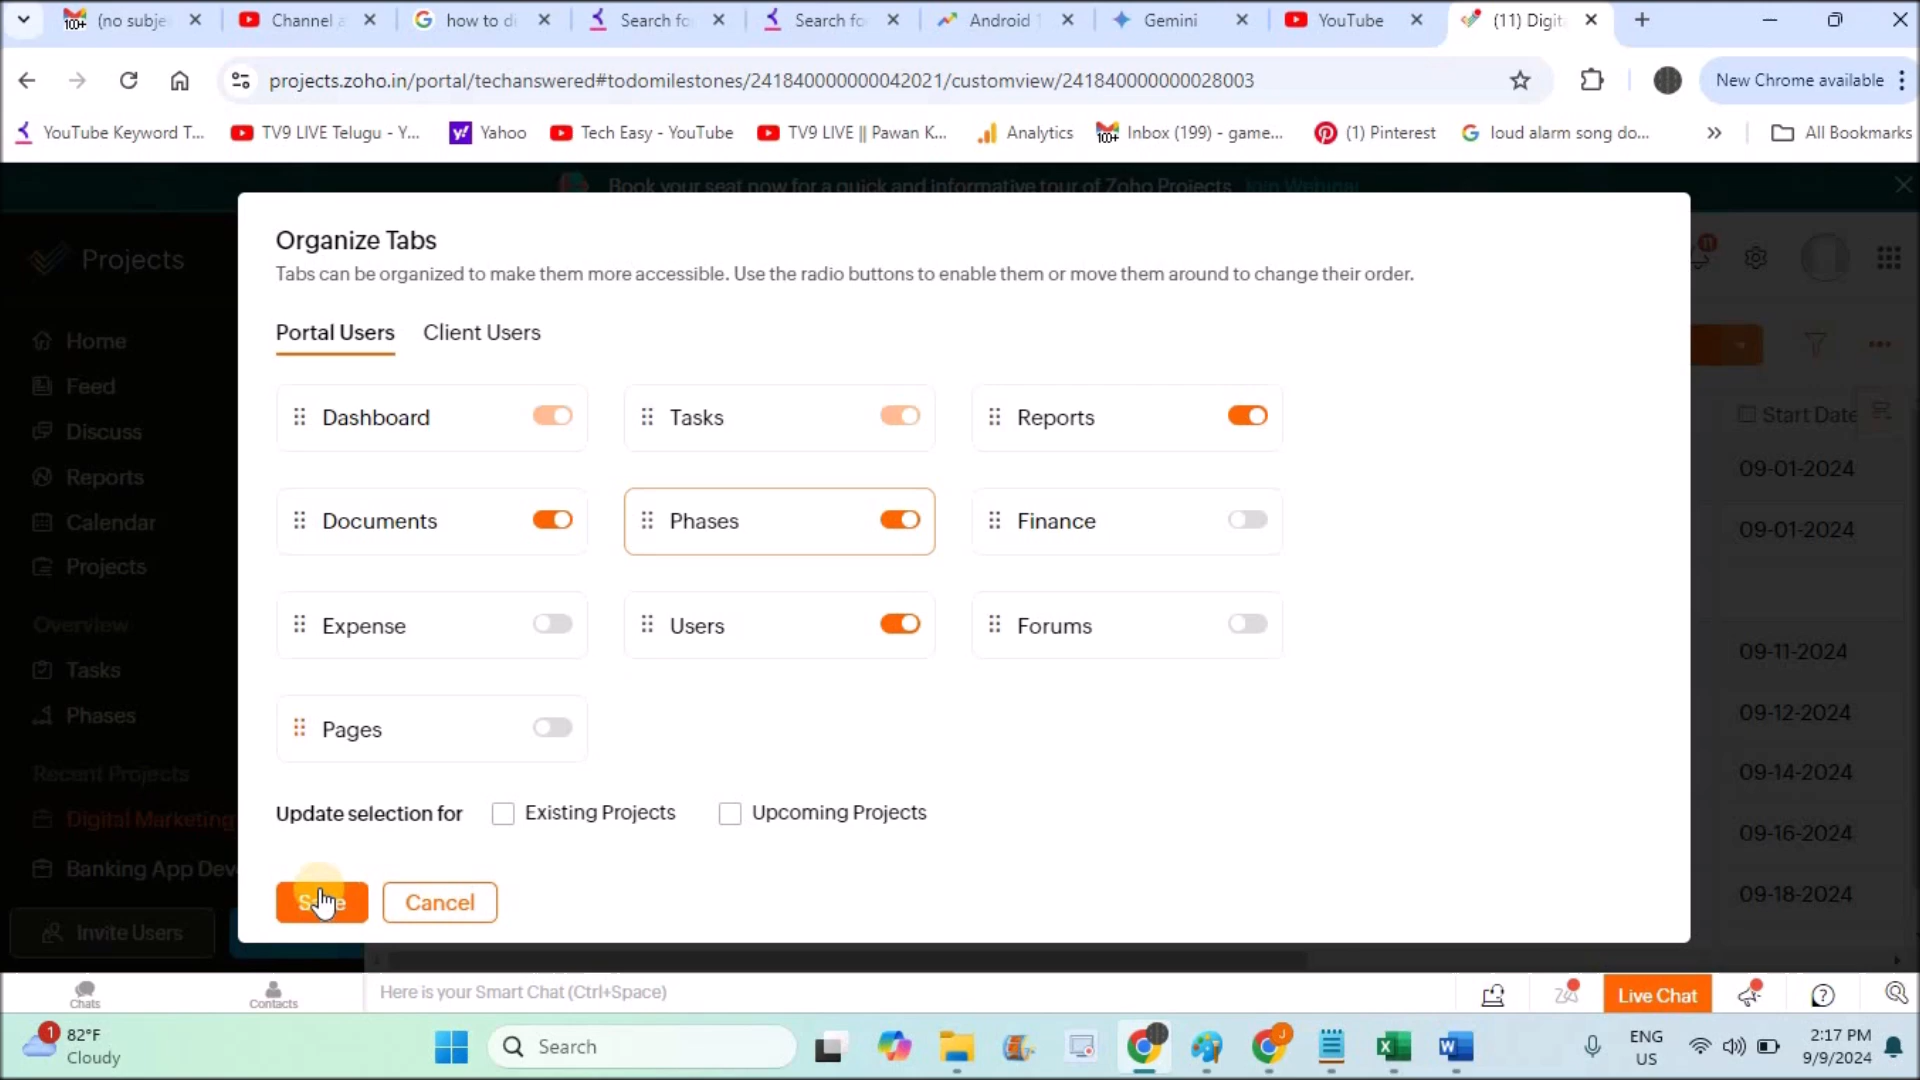 (no subje
Channel a
how to di
Search fo
Search fo
Android 1
Gemini
YouTube
(11) Digit
projects.zoho.in/portal/techanswered#todomilestones/241840000000042021/customview/241840000000028003
New Chrome available
YouTube Keyword T...
TV9 LIVE Telugu - Y...
Yahoo
Tech Easy - YouTube
TV9 LIVE || Pawan K...
Analytics
Inbox (199) - game...
(1) Pinterest
loud alarm song do...
All Bookmarks
Book your seat now for a quick and informative tour of Zoho Projects. Join Webinar
Projects
Home
Feed
Discuss
Reports
Calendar
Projects
Overview
Tasks
Phases
Recent Projects
Digital Marketing
Banking App Deve
Invite Users
Organize Tabs
Tabs can be organized to make them more accessible. Use the radio buttons to enable them or move them around to change their order.
Portal Users
Client Users
Dashboard
Tasks
Reports
Documents
Phases
Finance
Expense
Users
Forums
Pages
Update selection for
Existing Projects
Upcoming Projects
Save
Cancel
Start Date
09-01-2024
09-01-2024
09-11-2024
09-12-2024
09-14-2024
09-16-2024
09-18-2024
Chats
Contacts
Here is your Smart Chat (Ctrl+Space)
Live Chat
1
82°F
Cloudy
Search
ENG
US
2:17 PM
9/9/2024